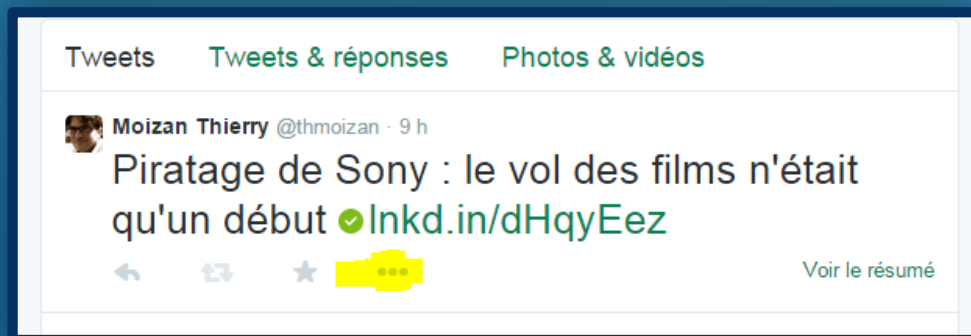 Tweets Tweets & réponses Photos & vidéos
Moizan Thierry @thmoizan · 9 h
Piratage de Sony : le vol des films n'était
qu'un début lnkd.in/dHqyEez
Voir le résumé